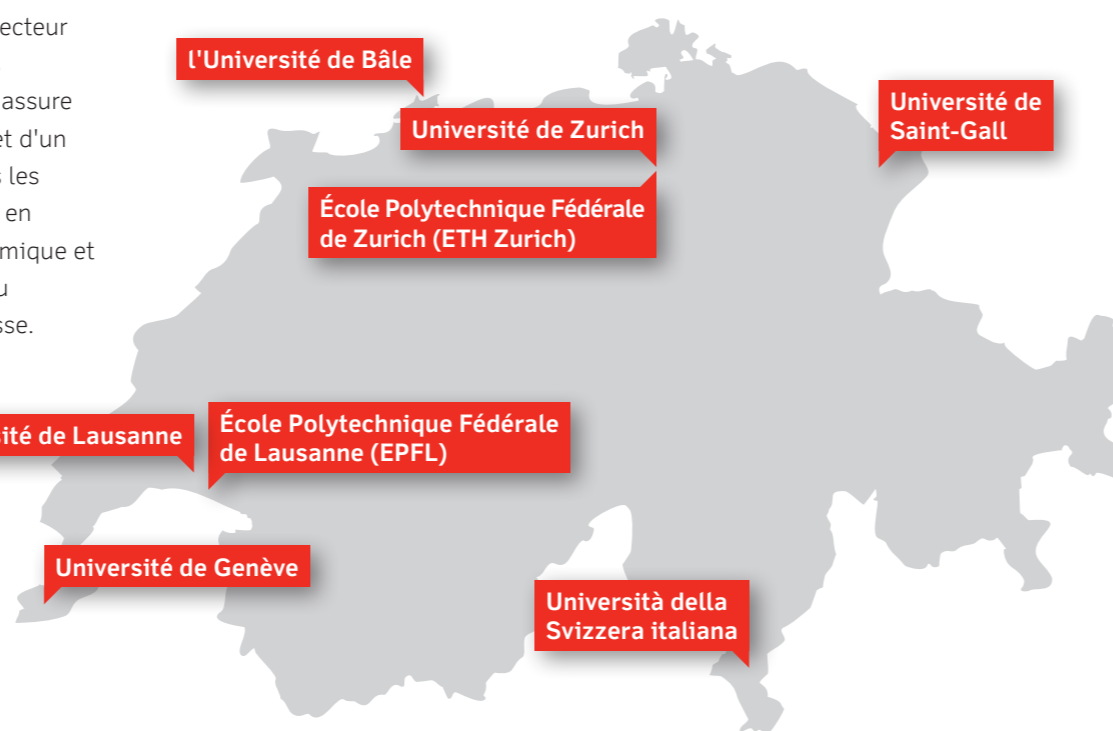 ecteur
assure
et d'un
s les
en
mique et
u
sse.
l'Université de Bâle
Université de Zurich
École Polytechnique Fédérale
de Zurich (ETH Zurich)
Université de
Saint-Gall
sité de Lausanne
École Polytechnique Fédérale
de Lausanne (EPFL)
Université de Genève
Università della
Svizzera italiana